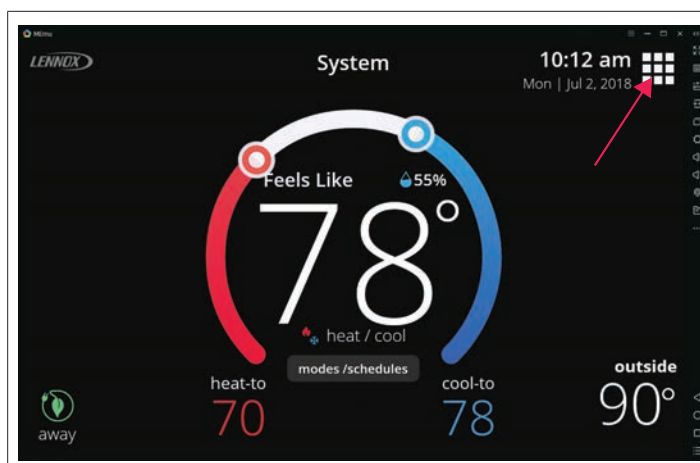 MEmu
LENNOX
System
10:12 am
Mon | Jul 2, 2018
Feels Like
55%
78°
heat / cool
modes /schedules
heat-to
70
cool-to
78
outside
90°
away